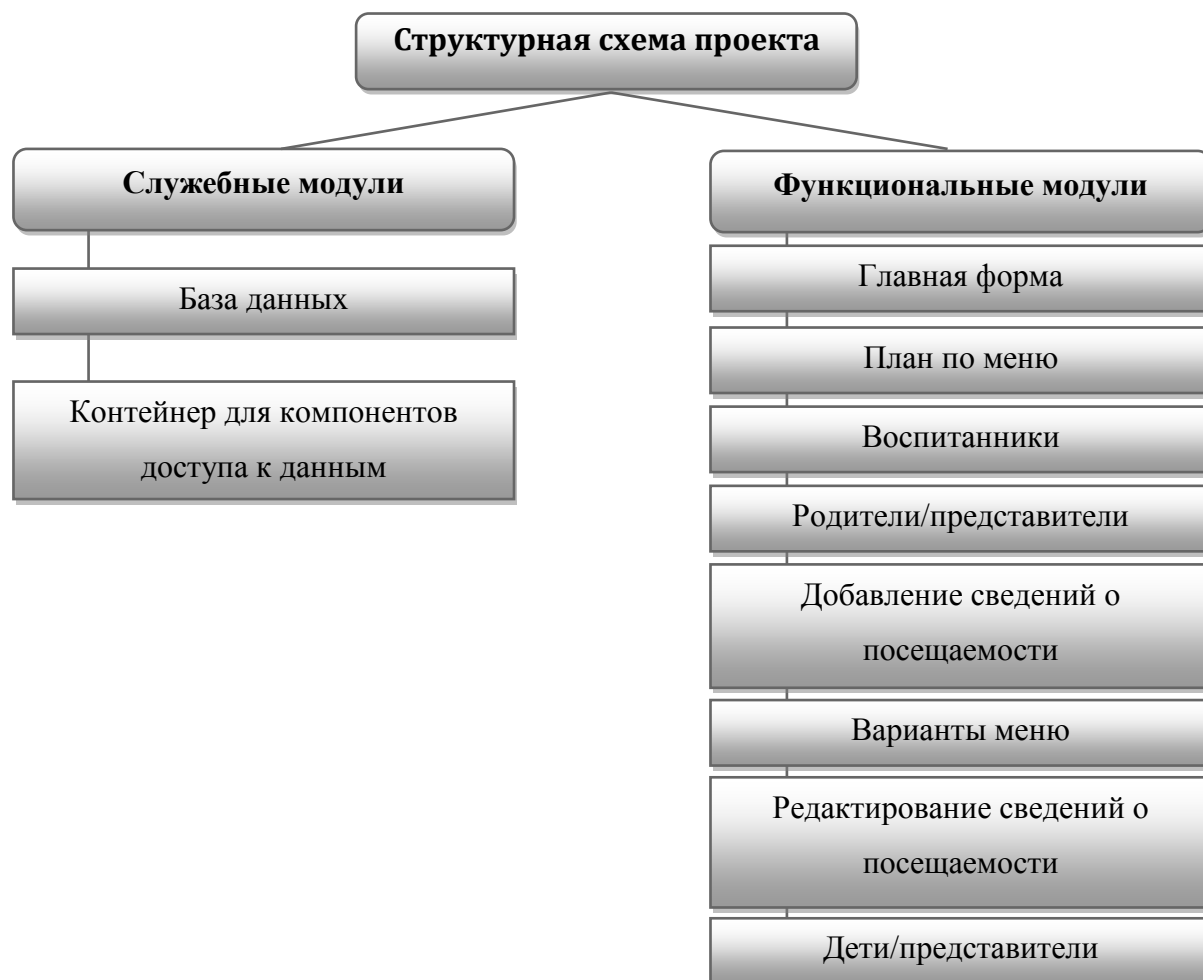 Структурная схема проекта
Служебные модули
База данных
Контейнер для компонентов
доступа к данным
Функциональные модули
Главная форма
План по меню
Воспитанники
Родители/представители
Добавление сведений о
посещаемости
Варианты меню
Редактирование сведений о
посещаемости
Дети/представители